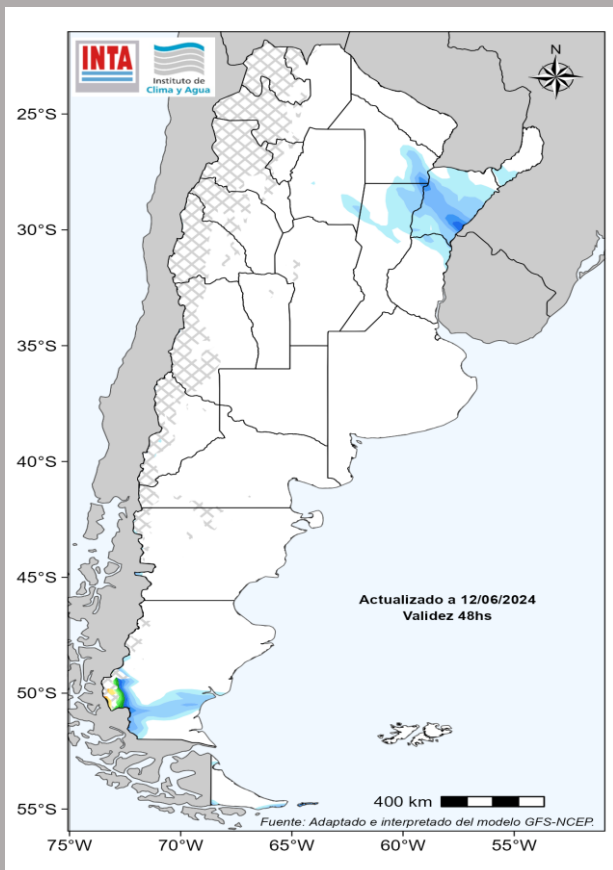 INTA
Instituto de
Clima y Agua
N
25°S
30°S
35°S
40°S
45°S
50°S
55°S
Actualizado a 12/06/2024
Validez 48hs
400 km
Fuente: Adaptado e interpretado del modelo GFS-NCEP.
75°W
70°W
65°W
60°W
55°W